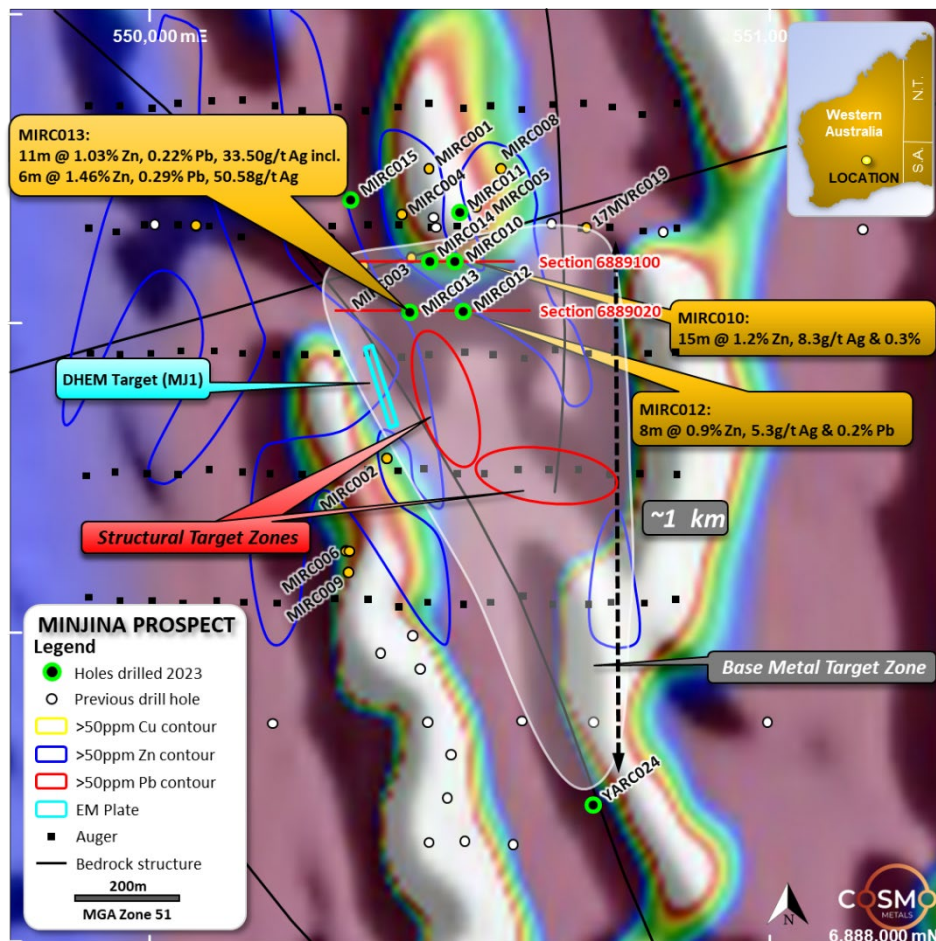 550,000 mE
551,00
N.T.
Western
Australia
S.A.
LOCATION
MIRC013:
11m @ 1.03% Zn, 0.22% Pb, 33.50g/t Ag incl.
6m @ 1.46% Zn, 0.29% Pb, 50.58g/t Ag
MIRC001
MIRC008
MIRC015
MIRC004
MIRC011
MIRC005
17MVRC019
MIRC014
MIRC010
MIRC003
Section 6889100
MIRC013
MIRC012
Section 6889020
MIRC010:
15m @ 1.2% Zn, 8.3g/t Ag & 0.3%
DHEM Target (MJ1)
MIRC012:
8m @ 0.9% Zn, 5.3g/t Ag & 0.2% Pb
MIRC002
~1 km
Structural Target Zones
MIRC006
MIRC009
MINJINA PROSPECT
Legend
Holes drilled 2023
Previous drill hole
>50ppm Cu contour
>50ppm Zn contour
>50ppm Pb contour
EM Plate
Auger
Bedrock structure
200m
MGA Zone 51
Base Metal Target Zone
YARC024
N
COSMO
METALS
6,888,000 mN